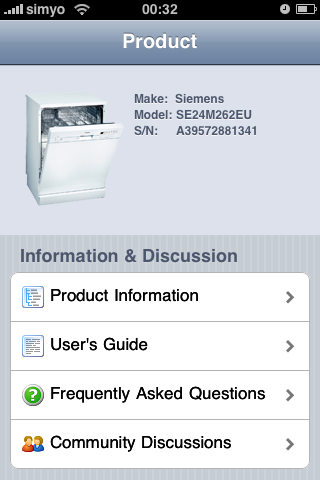 simyo 00:32
Product
Make: Siemens
Model: SE24M262EU
S/N: A39572881341
Information & Discussion
Product Information
User's Guide
Frequently Asked Questions
Community Discussions